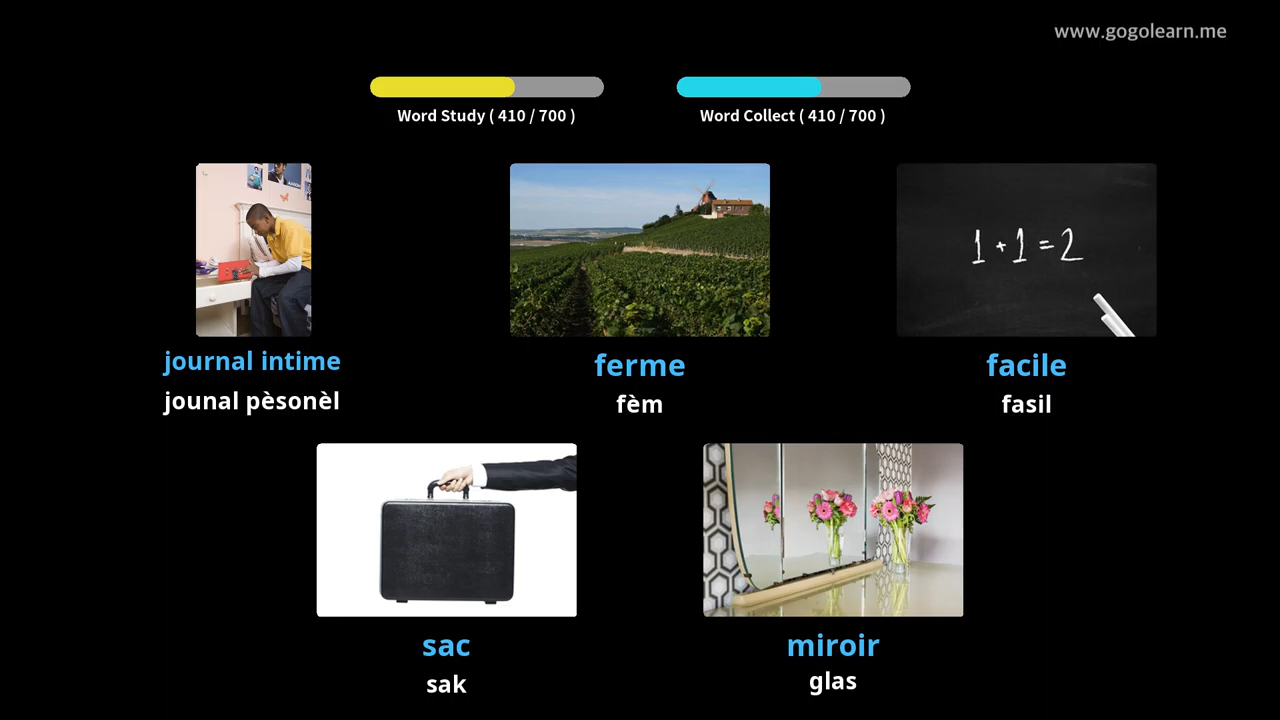 www.gogolearn.me
Word Study ( 410 / 700 )
Word Collect ( 410 / 700 )
1 + 1 = 2
journal intime
jounal pèsonèl
ferme
fèm
facile
fasil
sac
sak
miroir
glas